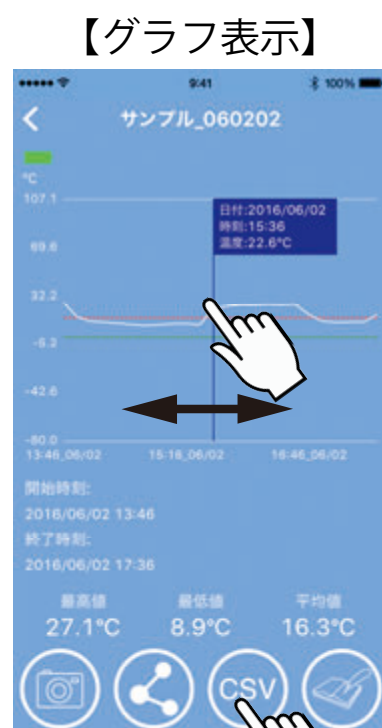 【グラフ表示】
9:41 100%
サンプル_060202
℃
107.1
日付:2016/06/02
時刻:15:36
温度:22.6℃
69.6
32.2
-5.2
-42.6
-80.0
13:46_06/02 15:16_06/02 16:46_06/02
開始時刻:
2016/06/02 13:46
終了時刻:
2016/06/02 17:36
最高値 最低値 平均値
27.1℃ 8.9℃ 16.3℃
CSV